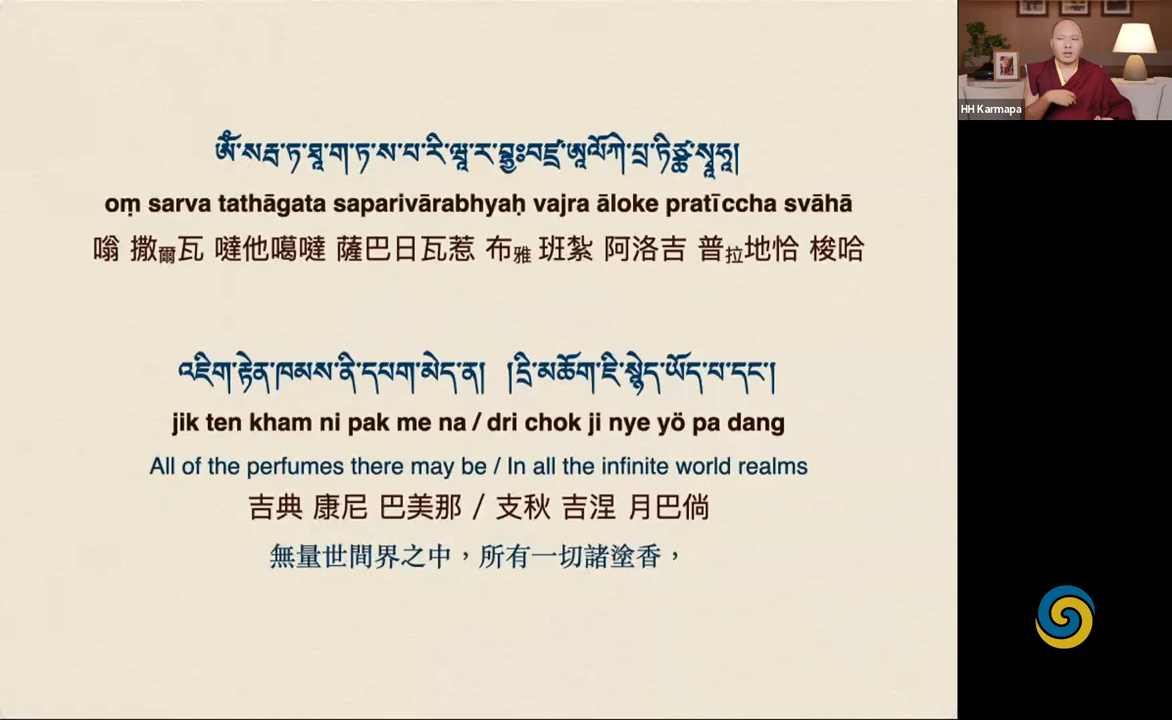 ༀ་སརྦ་ཏ་ཐཱ་ག་ཏ་ས་པ་རི་ཝཱ་ར་བྷྱཿབཛྲ་ཨཱལོཀེ་པྲ་ཏཱིཙྪ་སྭཱཧཱ།
oṃ sarva tathāgata saparivārabhyaḥ vajra āloke pratīccha svāhā
嗡 撒爾瓦 噠他噶噠 薩巴日瓦惹 布雅 班紮 阿洛吉 普拉地恰 梭哈
འཇིག་རྟེན་ཁམས་ནི་དཔག་མེད་ན། །དྲི་མཆོག་ཇི་སྙེད་ཡོད་པ་དང་།
jik ten kham ni pak me na / dri chok ji nye yö pa dang
All of the perfumes there may be / In all the infinite world realms
吉典 康尼 巴美那 / 支秋 吉涅 月巴倘
無量世間界之中，所有一切諸塗香，
HH Karmapa